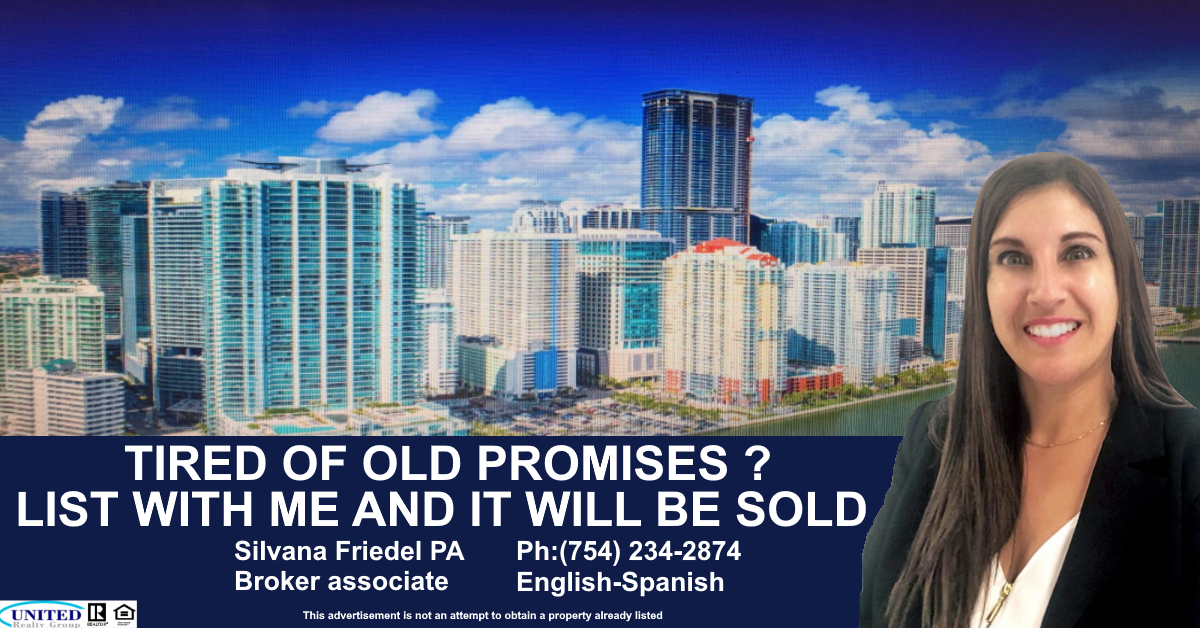 TIRED OF OLD PROMISES ?
LIST WITH ME AND IT WILL BE SOLD
Silvana Friedel PA
Broker associate
Ph:(754) 234-2874
English-Spanish
This advertisement is not an attempt to obtain a property already listed
UNITED
Realty Group
R
REALTOR®